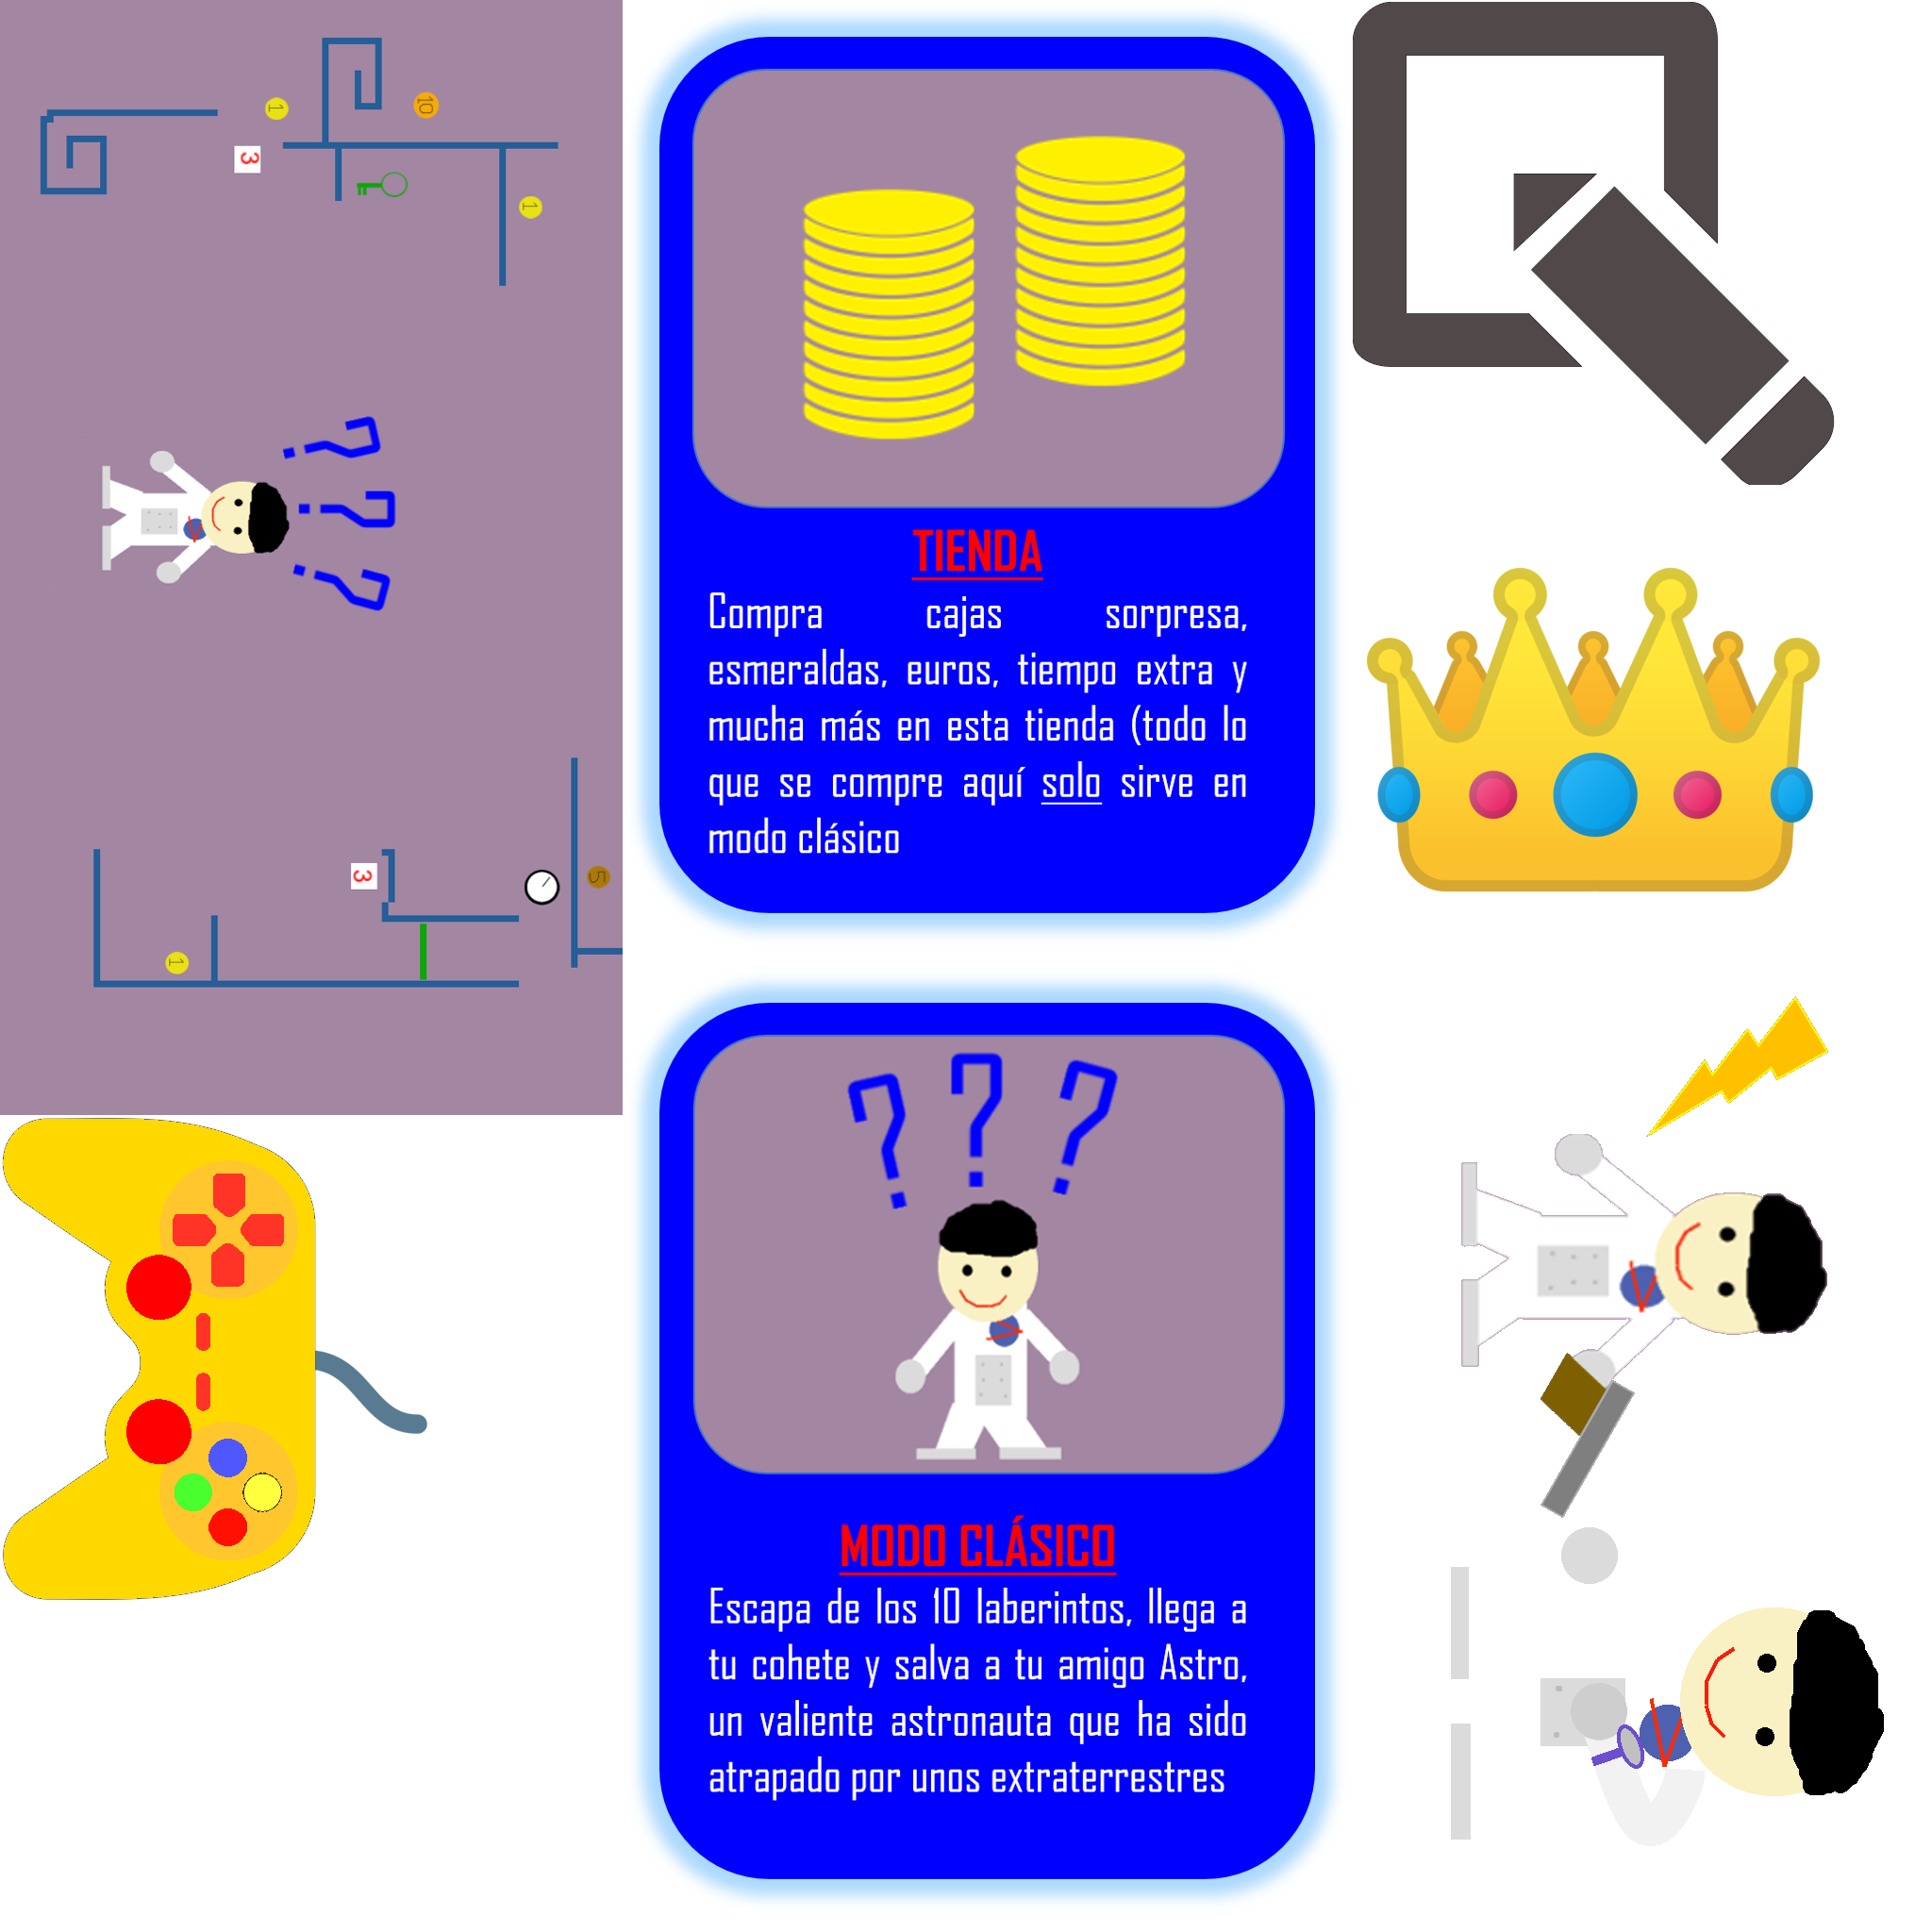 1
10
3
1
3
5
1
TIENDA
Compra cajas sorpresa,
esmeraldas, euros, tiempo extra y
mucha más en esta tienda (todo lo
que se compre aquí solo sirve en
modo clásico
? ? ?
MODO CLÁSICO
Escapa de los 10 laberintos, llega a
tu cohete y salva a tu amigo Astro,
un valiente astronauta que ha sido
atrapado por unos extraterrestres